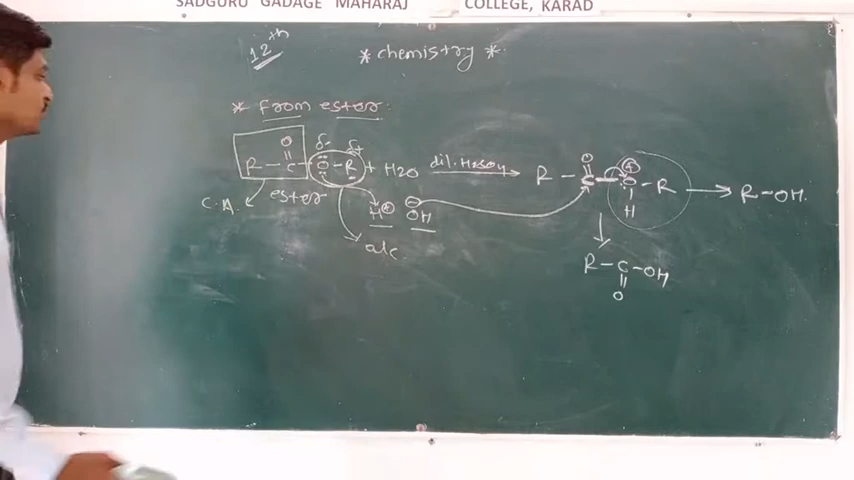 SADGURU GADAGE MAHARAJ COLLEGE, KARAD
12th
* chemistry *
* From ester:
O δ- δ+
R - C - O - R + H2O dil. H2SO4 → R - C - O - R → R-OH.
O ⊕
H
C.A. ester H⊕ ⊖OH
alc
R-C-OH
O